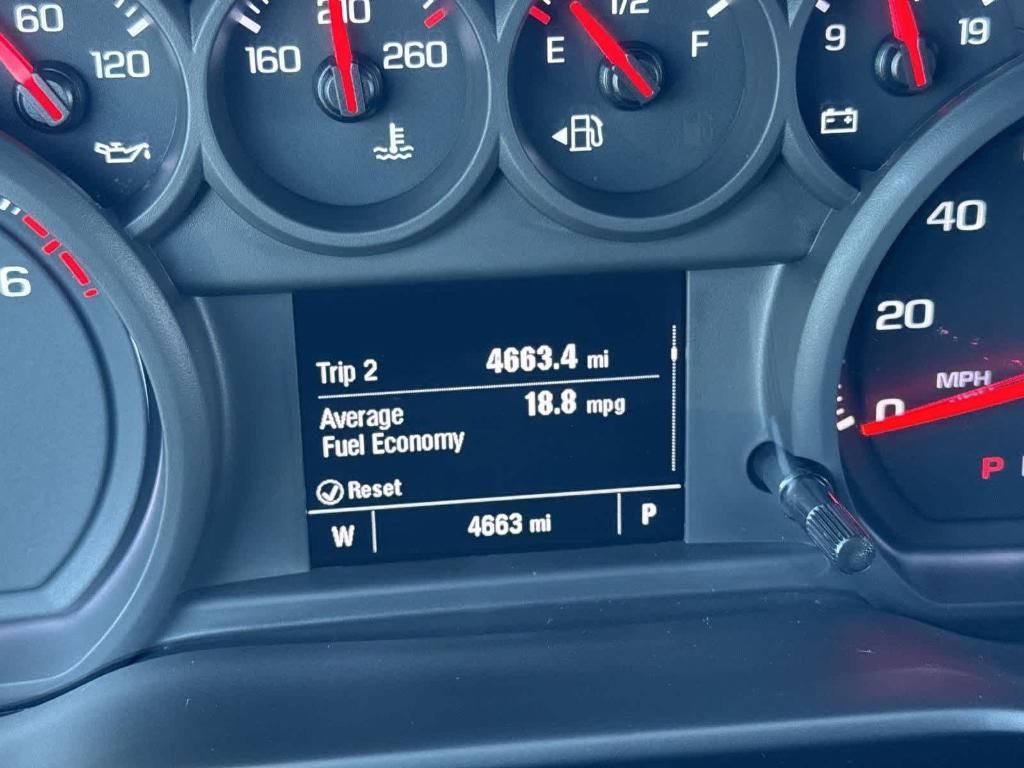 60
120
160
210
260
E
1/2
F
9
19
6
40
20
MPH
0
P
Trip 2 4663.4 mi
Average 18.8 mpg
Fuel Economy
Reset
W 4663 mi P